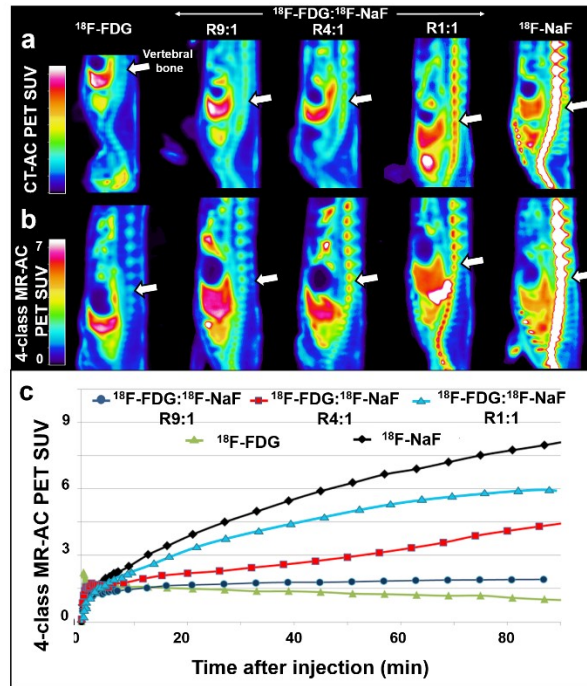 ¹⁸F-FDG:¹⁸F-NaF
¹⁸F-FDG R9:1 R4:1 R1:1 ¹⁸F-NaF
a
Vertebral
bone
CT-AC PET SUV
b
7
0
4-class MR-AC
PET SUV
c
¹⁸F-FDG:¹⁸F-NaF ¹⁸F-FDG:¹⁸F-NaF ¹⁸F-FDG:¹⁸F-NaF
R9:1 R4:1 R1:1
¹⁸F-FDG ¹⁸F-NaF
4-class MR-AC PET SUV
9
6
3
0
0 20 40 60 80
Time after injection (min)